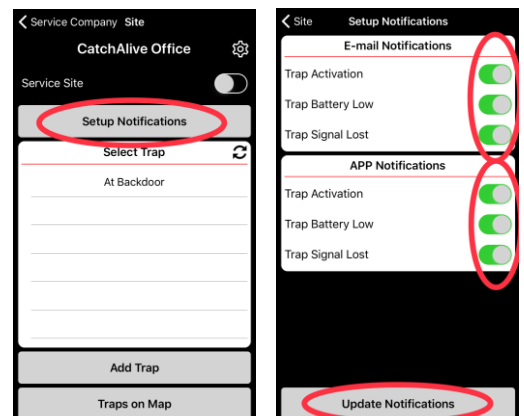 Service Company Site
CatchAlive Office
Service Site
Setup Notifications
Select Trap
At Backdoor
Add Trap
Traps on Map
Site Setup Notifications
E-mail Notifications
Trap Activation
Trap Battery Low
Trap Signal Lost
APP Notifications
Trap Activation
Trap Battery Low
Trap Signal Lost
Update Notifications